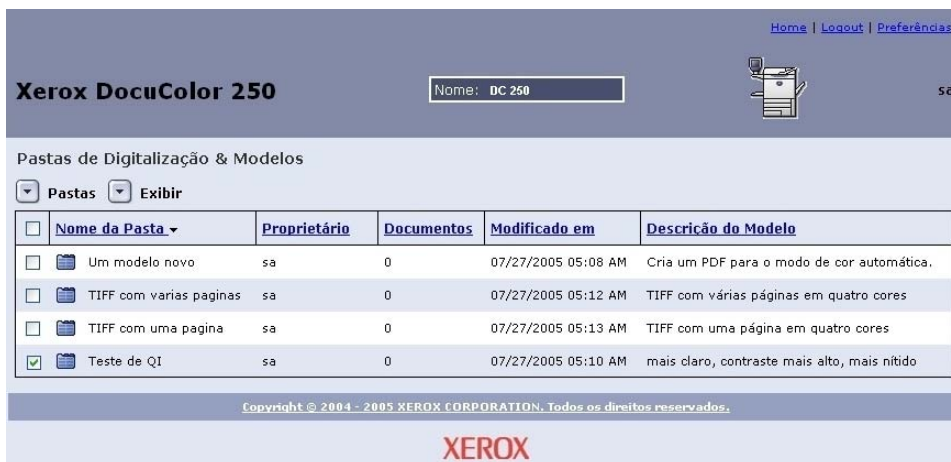 Home | Logout | Preferências
Xerox DocuColor 250
Nome: DC 250
sa
Pastas de Digitalização & Modelos
Pastas Exibir
Nome da Pasta Proprietário Documentos Modificado em Descrição do Modelo
Um modelo novo sa 0 07/27/2005 05:08 AM Cria um PDF para o modo de cor automática.
TIFF com varias paginas sa 0 07/27/2005 05:12 AM TIFF com várias páginas em quatro cores
TIFF com uma pagina sa 0 07/27/2005 05:13 AM TIFF com uma página em quatro cores
Teste de QI sa 0 07/27/2005 05:10 AM mais claro, contraste mais alto, mais nítido
Copyright © 2004 - 2005 XEROX CORPORATION. Todos os direitos reservados.
XEROX